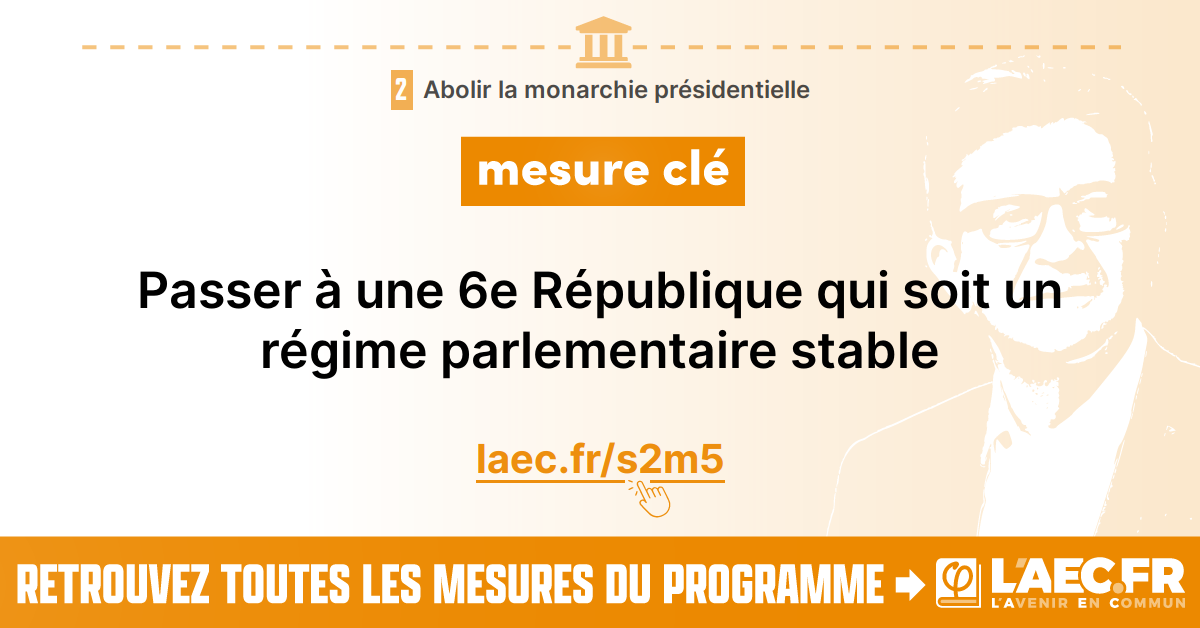 2 Abolir la monarchie présidentielle
mesure clé
Passer à une 6e République qui soit un
régime parlementaire stable
laec.fr/s2m5
RETROUVEZ TOUTES LES MESURES DU PROGRAMME
φ L'AEC.FR
L'AVENIR EN COMMUN